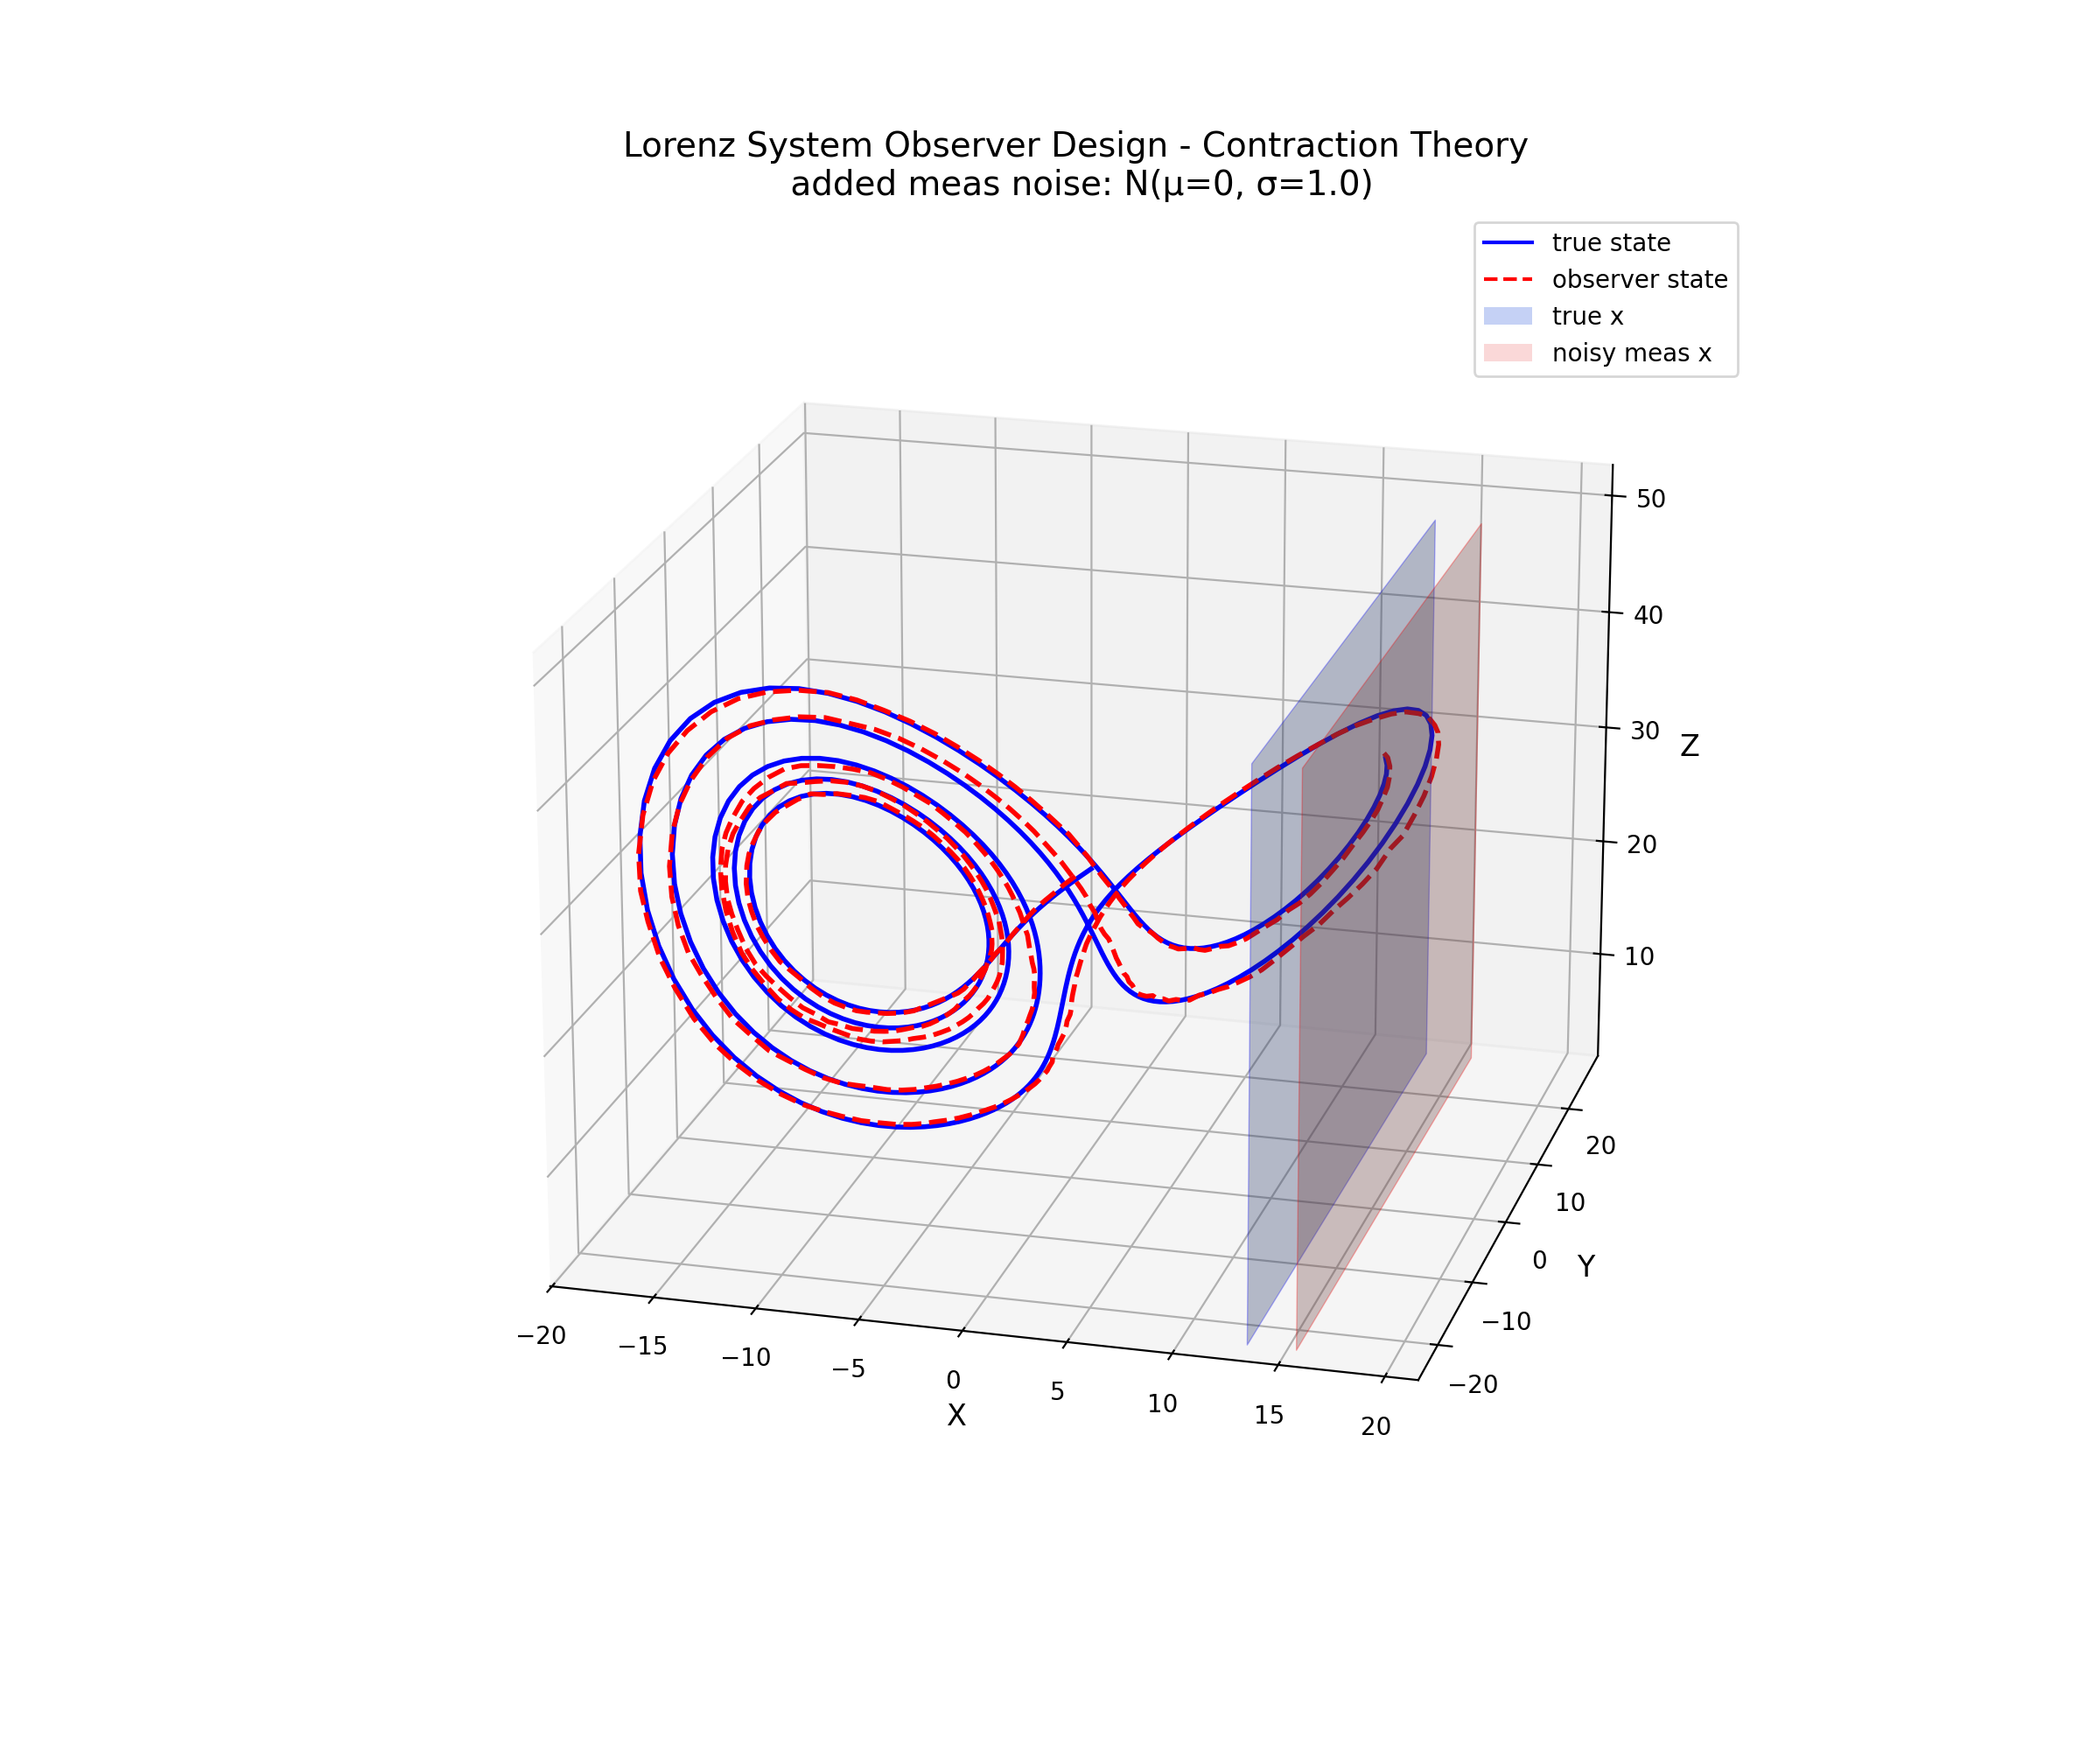 Lorenz System Observer Design - Contraction Theory
added meas noise: N(μ=0, σ=1.0)
true state
observer state
true x
noisy meas x
50
40
30
Z
20
10
20
10
0
Y
−10
−20
−20
−15
−10
−5
0
5
10
15
20
X